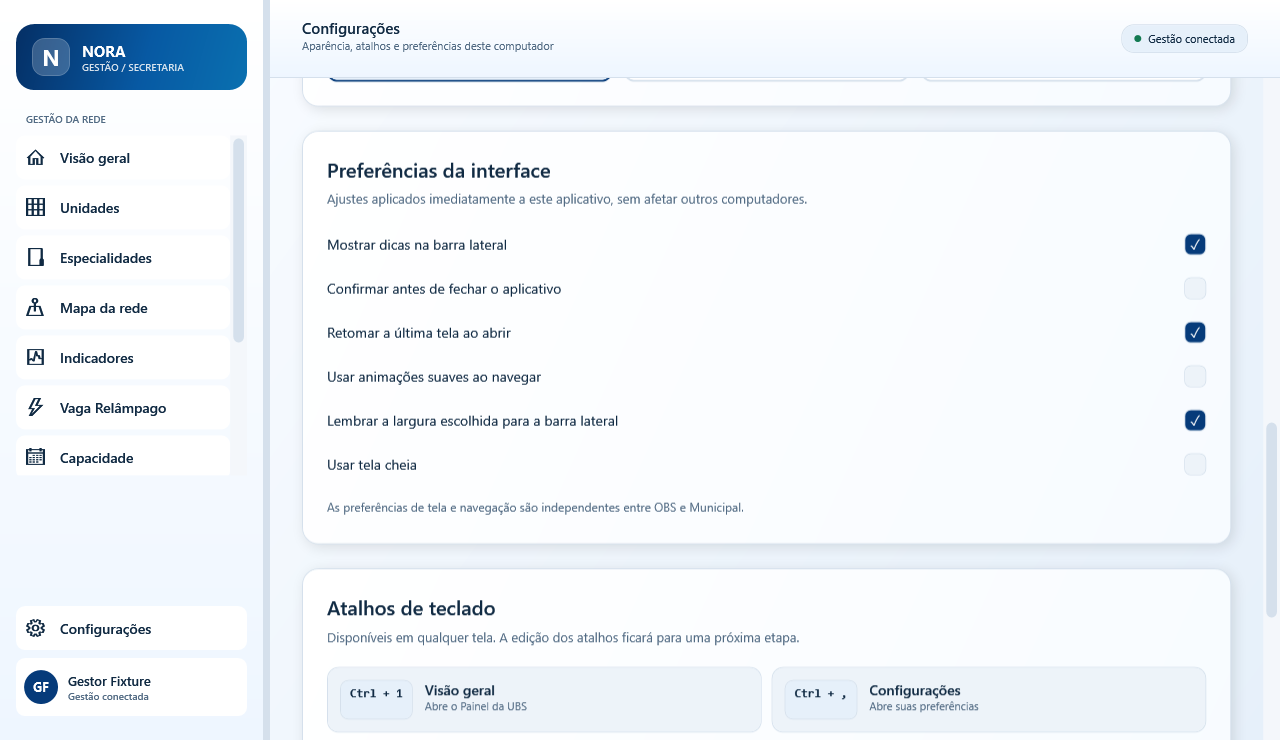 N
NORA
GESTÃO / SECRETARIA
GESTÃO DA REDE
Visão geral
Unidades
Especialidades
Mapa da rede
Indicadores
Vaga Relâmpago
Capacidade
Configurações
GF
Gestor Fixture
Gestão conectada
Configurações
Aparência, atalhos e preferências deste computador
Gestão conectada
Preferências da interface
Ajustes aplicados imediatamente a este aplicativo, sem afetar outros computadores.
Mostrar dicas na barra lateral
Confirmar antes de fechar o aplicativo
Retomar a última tela ao abrir
Usar animações suaves ao navegar
Lembrar a largura escolhida para a barra lateral
Usar tela cheia
As preferências de tela e navegação são independentes entre OBS e Municipal.
Atalhos de teclado
Disponíveis em qualquer tela. A edição dos atalhos ficará para uma próxima etapa.
Ctrl + 1
Visão geral
Abre o Painel da UBS
Ctrl + ,
Configurações
Abre suas preferências